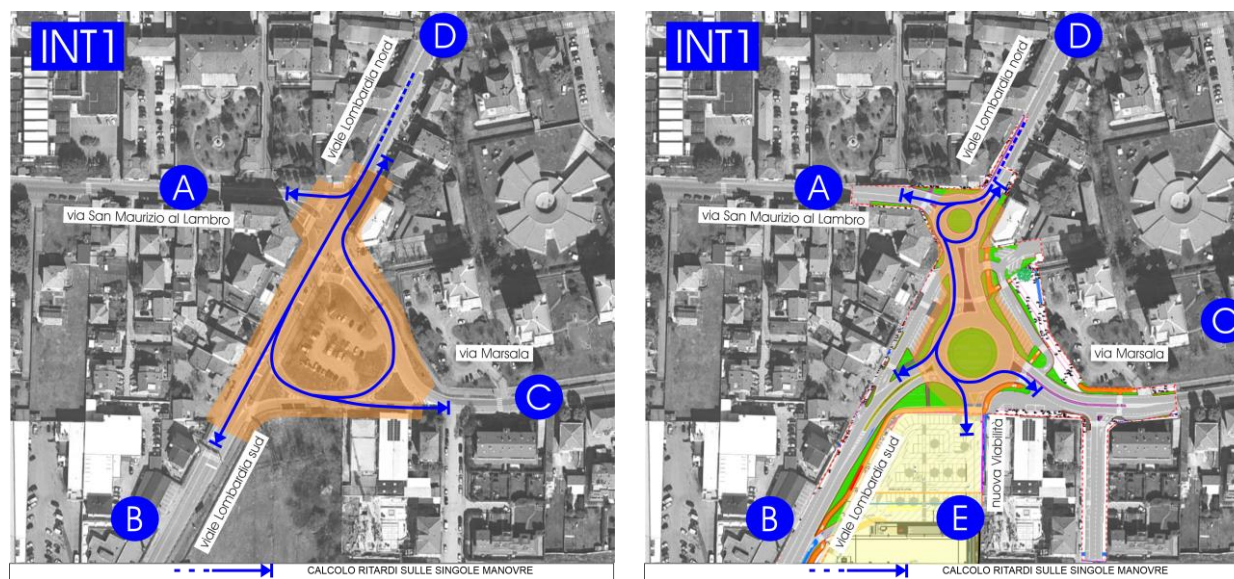 INT1
D
viale Lombardia nord
A
via San Maurizio al Lambro
via Marsala
C
viale Lombardia sud
B
CALCOLO RITARDI SULLE SINGOLE MANOVRE
INT1
D
viale Lombardia nord
A
via San Maurizio al Lambro
C
via Marsala
viale Lombardia sud
nuova Viabilità
B
E
CALCOLO RITARDI SULLE SINGOLE MANOVRE